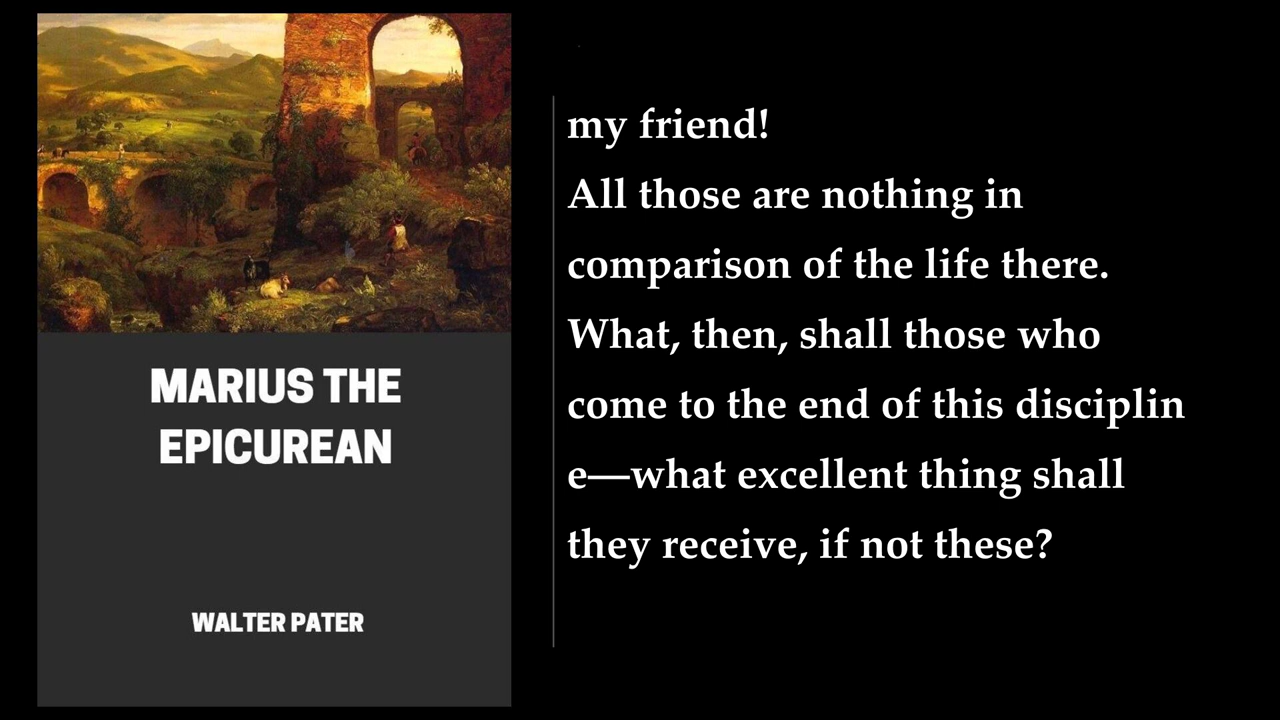 MARIUS THE
EPICUREAN
WALTER PATER
my friend!
All those are nothing in
comparison of the life there.
What, then, shall those who
come to the end of this disciplin
e—what excellent thing shall
they receive, if not these?